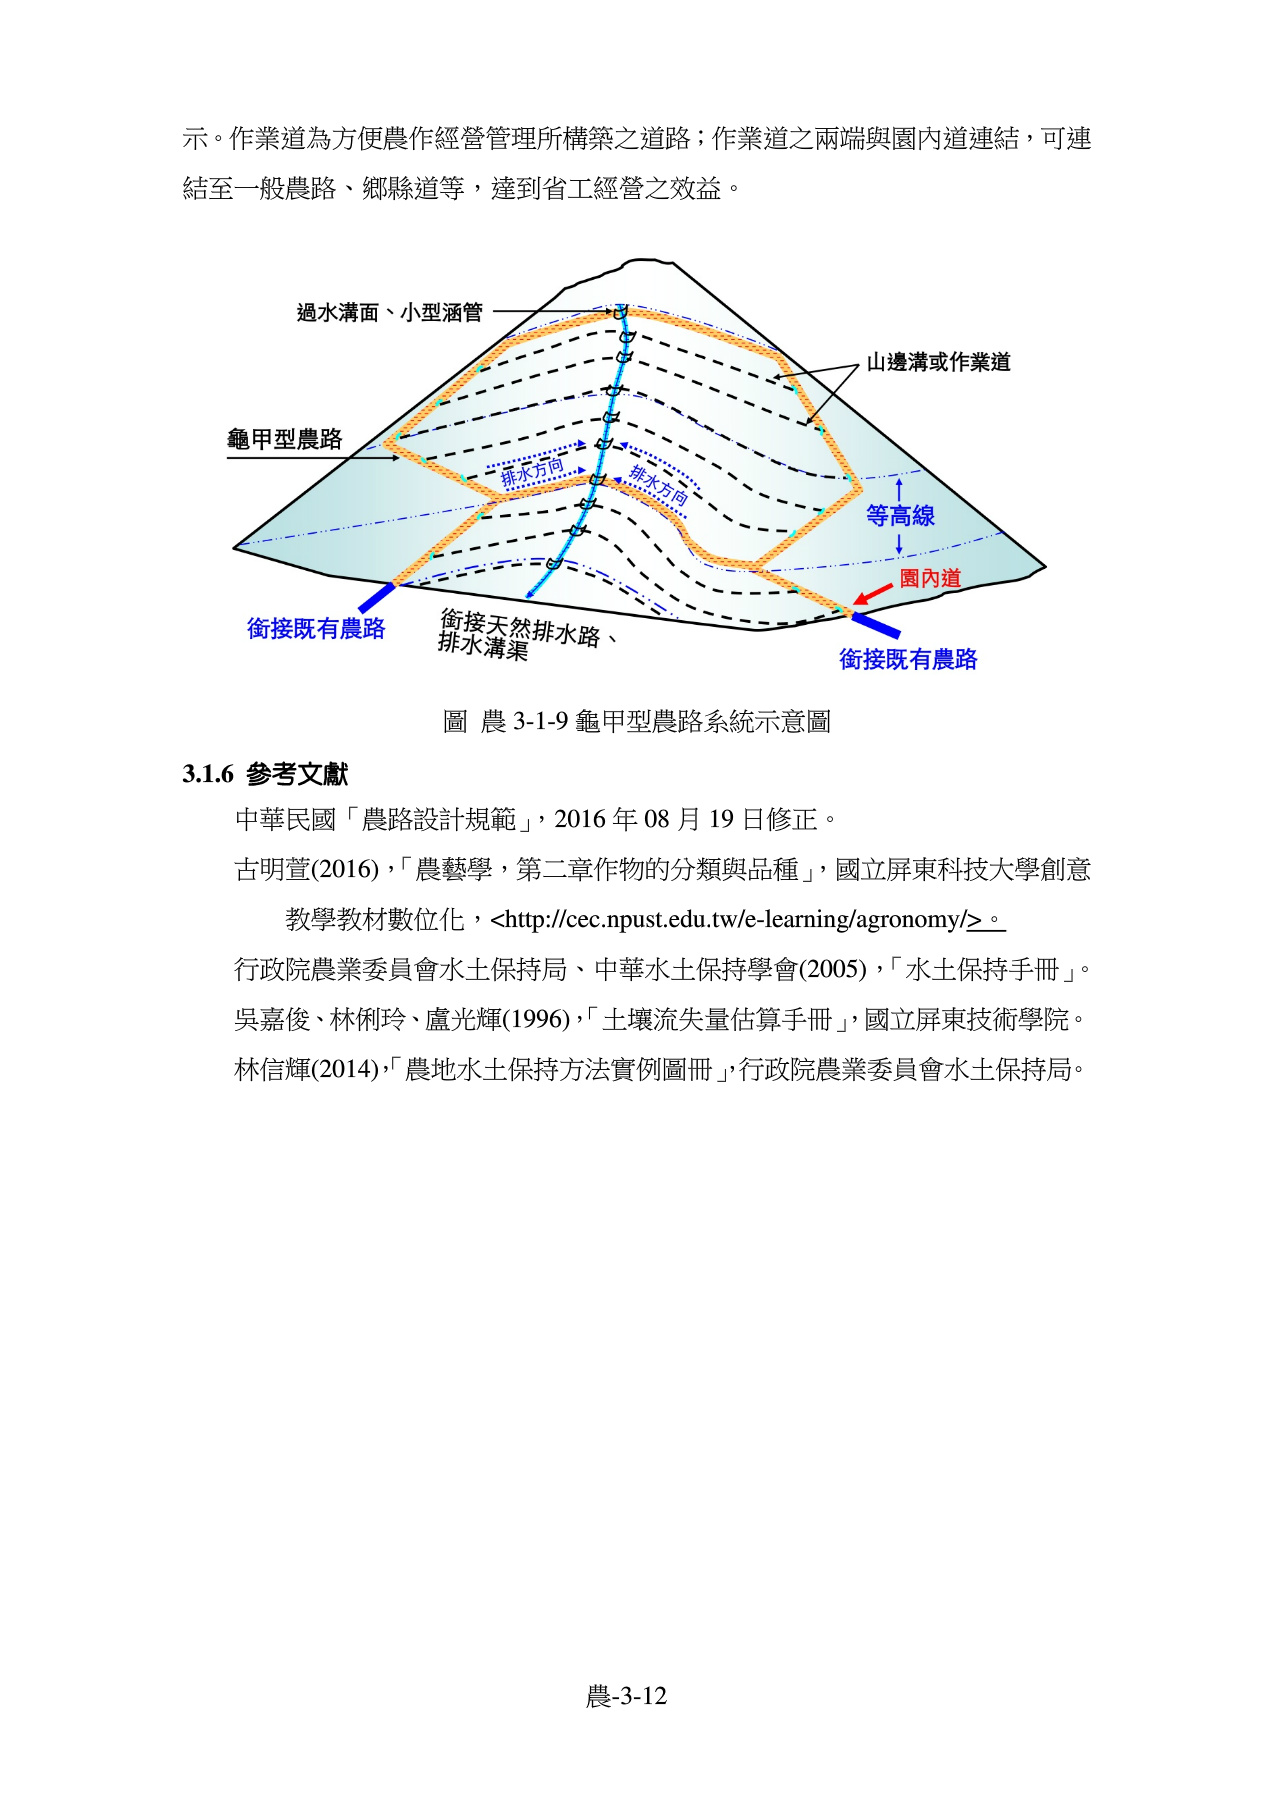 示。作業道為方便農作經營管理所構築之道路；作業道之兩端與園內道連結，可連
結至一般農路、鄉縣道等，達到省工經營之效益。
過水溝面、小型涵管
山邊溝或作業道
龜甲型農路
排水方向
排水方向
等高線
園內道
銜接既有農路
銜接天然排水路、
排水溝渠
銜接既有農路
圖 農 3-1-9 龜甲型農路系統示意圖
3.1.6 參考文獻
中華民國「農路設計規範」，2016 年 08 月 19 日修正。
古明萱(2016)，「農藝學，第二章作物的分類與品種」，國立屏東科技大學創意
教學教材數位化，<http://cec.npust.edu.tw/e-learning/agronomy/>。
行政院農業委員會水土保持局、中華水土保持學會(2005)，「水土保持手冊」。
吳嘉俊、林俐玲、盧光輝(1996)，「土壤流失量估算手冊」，國立屏東技術學院。
林信輝(2014)，「農地水土保持方法實例圖冊」，行政院農業委員會水土保持局。
農-3-12